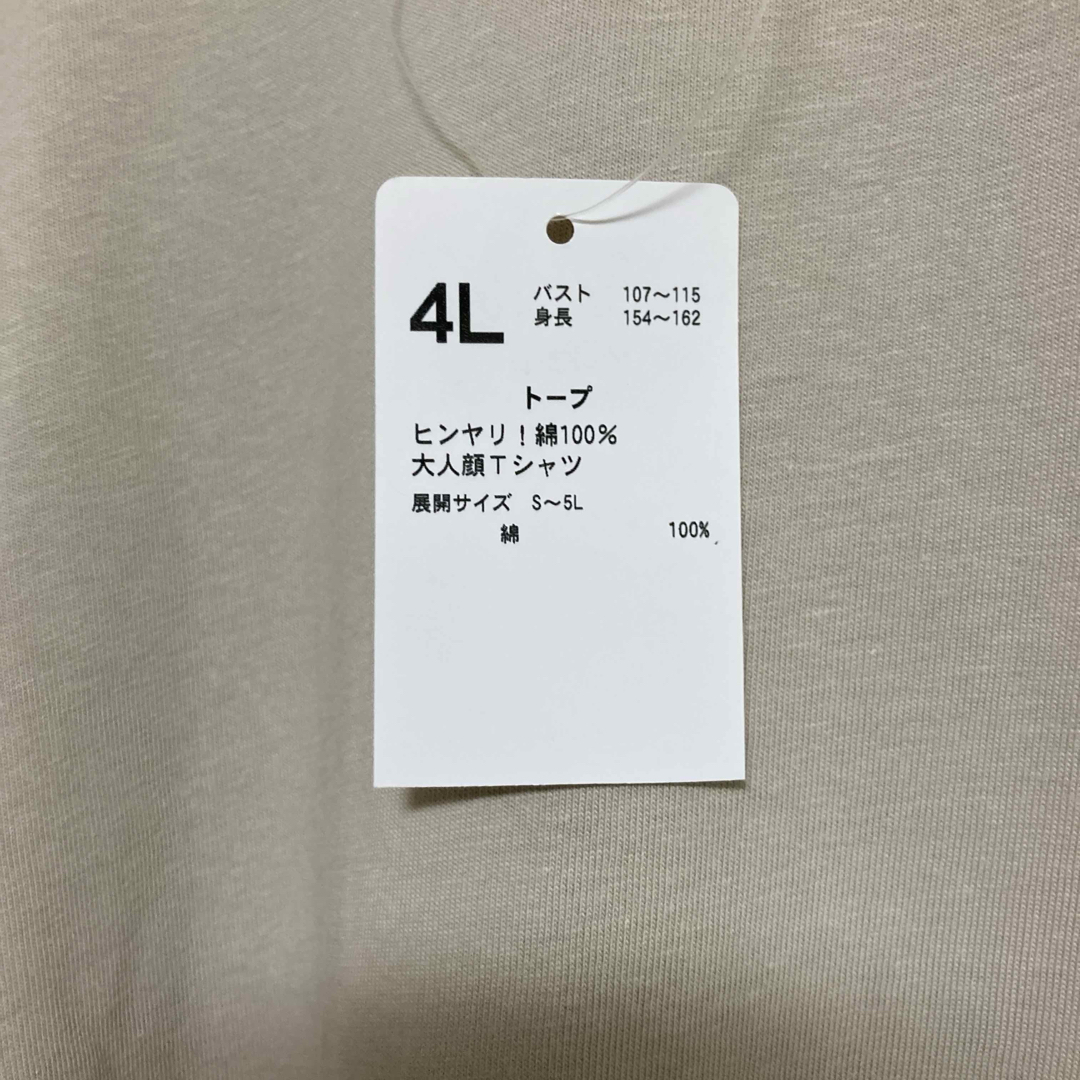 4L
バスト 107〜115
身長 154〜162
トープ
ヒンヤリ！綿100％
大人顔Tシャツ
展開サイズ S〜5L
綿 100%